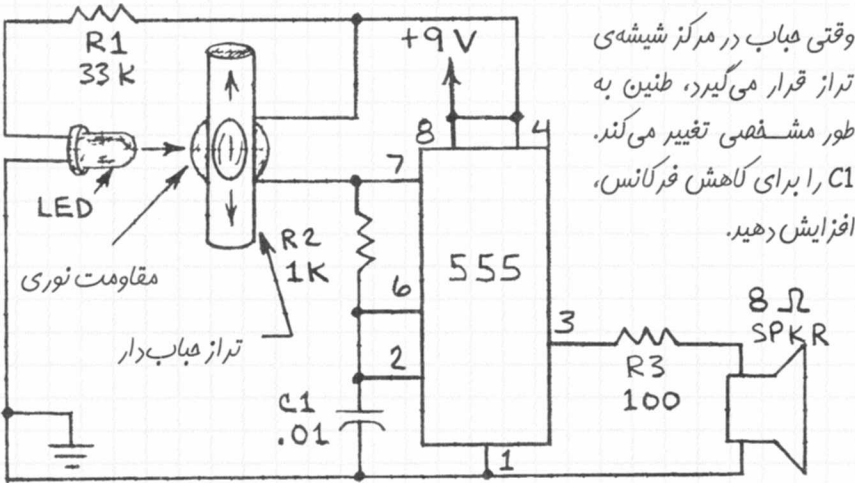 R1
33 K
+9 V
وقتی حباب در مرکز شیشه‌ی
تراز قرار می‌گیرد، طنین به
طور مشخصی تغییر می‌کند.
C1 را برای کاهش فرکانس،
افزایش دهید.
8
4
7
LED
R2
1K
مقاومت نوری
تراز حباب‌دار
555
6
2
3
8 Ω
SPKR
R3
100
C1
.01
1